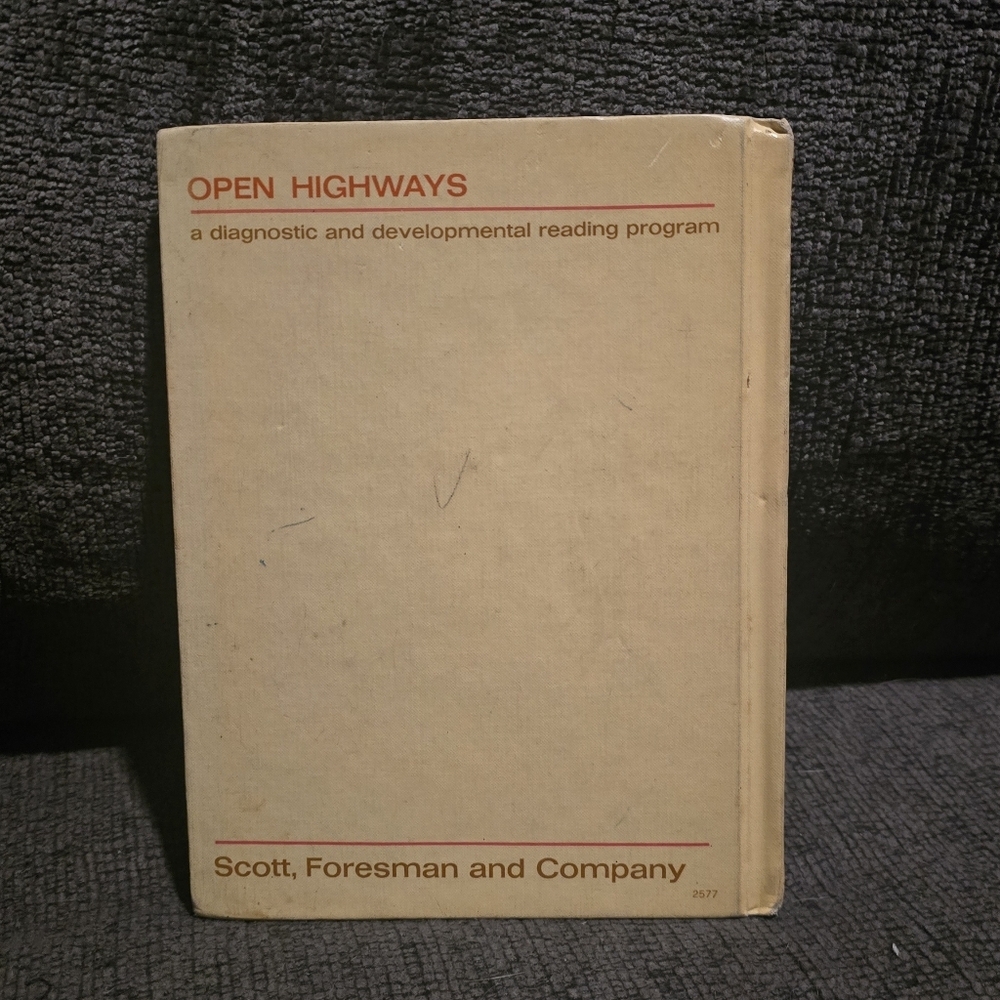 OPEN HIGHWAYS
a diagnostic and developmental reading program
Scott, Foresman and Company
2577